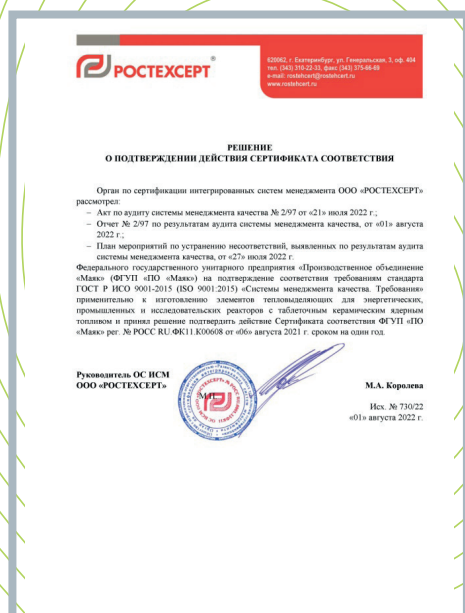 РОСТЕХСЕРТ®
620062, г. Екатеринбург, ул. Генеральская, 3, оф. 404
тел. (343) 310-22-33, факс (343) 375-66-69
e-mail: rostehcert@rostehcert.ru
www.rostehcert.ru
РЕШЕНИЕ
О ПОДТВЕРЖДЕНИИ ДЕЙСТВИЯ СЕРТИФИКАТА СООТВЕТСТВИЯ
Орган по сертификации интегрированных систем менеджмента ООО «РОСТЕХСЕРТ»
рассмотрел:
– Акт по аудиту системы менеджмента качества № 2/97 от «21» июля 2022 г.;
– Отчет № 2/97 по результатам аудита системы менеджмента качества, от «01» августа
2022 г.;
– План мероприятий по устранению несоответствий, выявленных по результатам аудита
системы менеджмента качества, от «27» июля 2022 г.
Федерального государственного унитарного предприятия «Производственное объединение
«Маяк» (ФГУП «ПО «Маяк») на подтверждение соответствия требованиям стандарта
ГОСТ Р ИСО 9001-2015 (ISO 9001:2015) «Системы менеджмента качества. Требования»
применительно к изготовлению элементов тепловыделяющих для энергетических,
промышленных и исследовательских реакторов с таблеточным керамическим ядерным
топливом и принял решение подтвердить действие Сертификата соответствия ФГУП «ПО
«Маяк» рег. № РОСС RU.ФК11.К00608 от «06» августа 2021 г. сроком на один год.
Руководитель ОС ИСМ
ООО «РОСТЕХСЕРТ»
М.П.
М.А. Королева
Исх. № 730/22
«01» августа 2022 г.